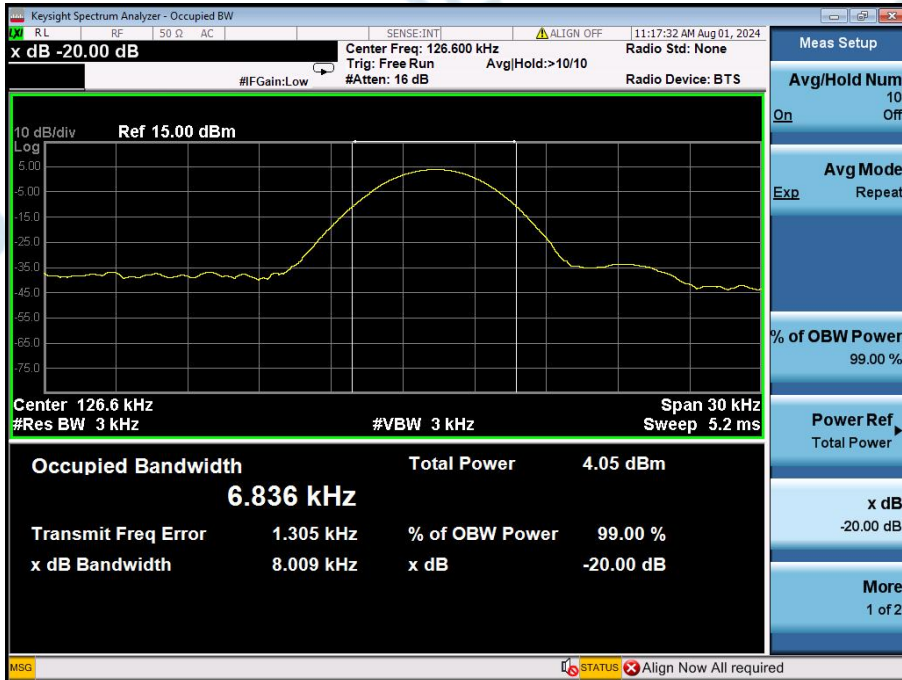 Keysight Spectrum Analyzer - Occupied BW
LXI RL RF 50 Ω AC SENSE:INT ALIGN OFF 11:17:32 AM Aug 01, 2024
x dB -20.00 dB
Center Freq: 126.600 kHz Radio Std: None
Trig: Free Run Avg|Hold:>10/10
#IFGain:Low #Atten: 16 dB Radio Device: BTS
10 dB/div Ref 15.00 dBm
Log
5.00
-5.00
-15.0
-25.0
-35.0
-45.0
-55.0
-65.0
-75.0
Center 126.6 kHz Span 30 kHz
#Res BW 3 kHz #VBW 3 kHz Sweep 5.2 ms
Occupied Bandwidth Total Power 4.05 dBm
6.836 kHz
Transmit Freq Error 1.305 kHz % of OBW Power 99.00 %
x dB Bandwidth 8.009 kHz x dB -20.00 dB
MSG STATUS Align Now All required
Meas Setup
Avg/Hold Num
10
On Off
Avg Mode
Exp Repeat
% of OBW Power
99.00 %
Power Ref
Total Power
x dB
-20.00 dB
More
1 of 2